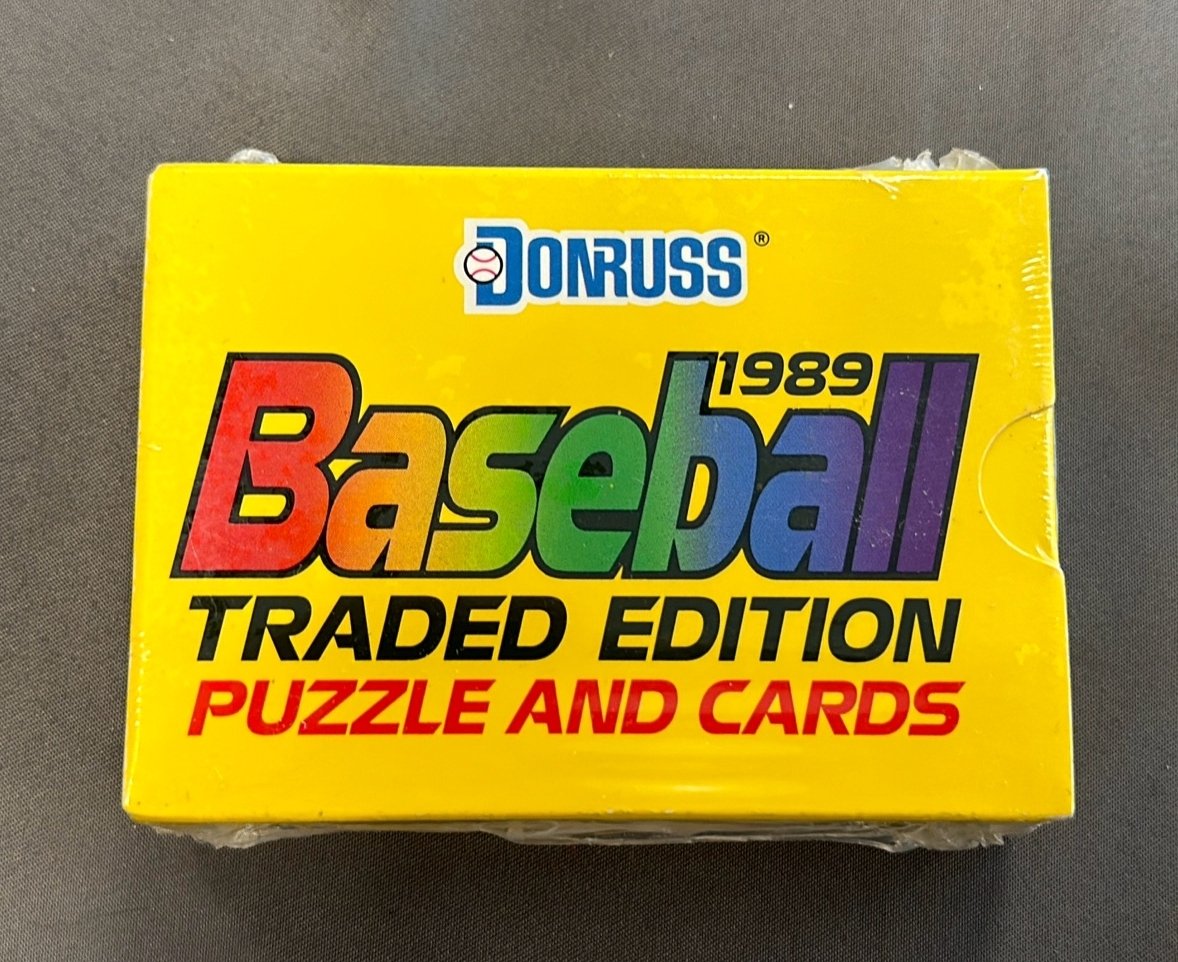 DONRUSS ®
1989
Baseball
TRADED EDITION
PUZZLE AND CARDS